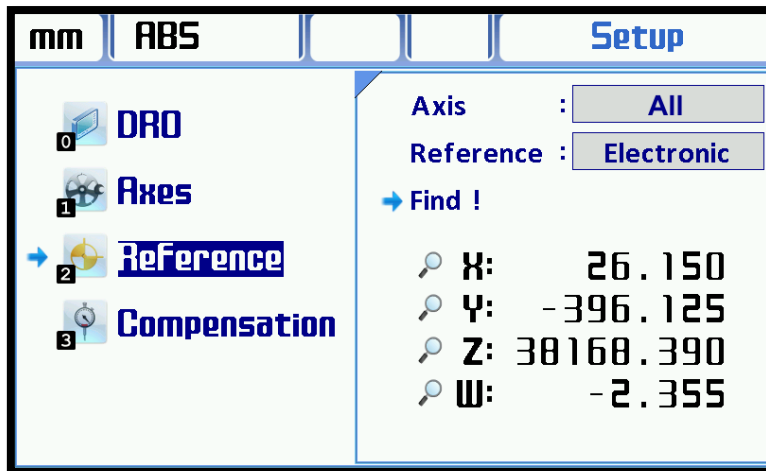 mm ABS Setup
0 DRO
1 Axes
2 Reference
3 Compensation
Axis : All
Reference : Electronic
Find !
X: 26.150
Y: -396.125
Z: 38168.390
W: -2.355